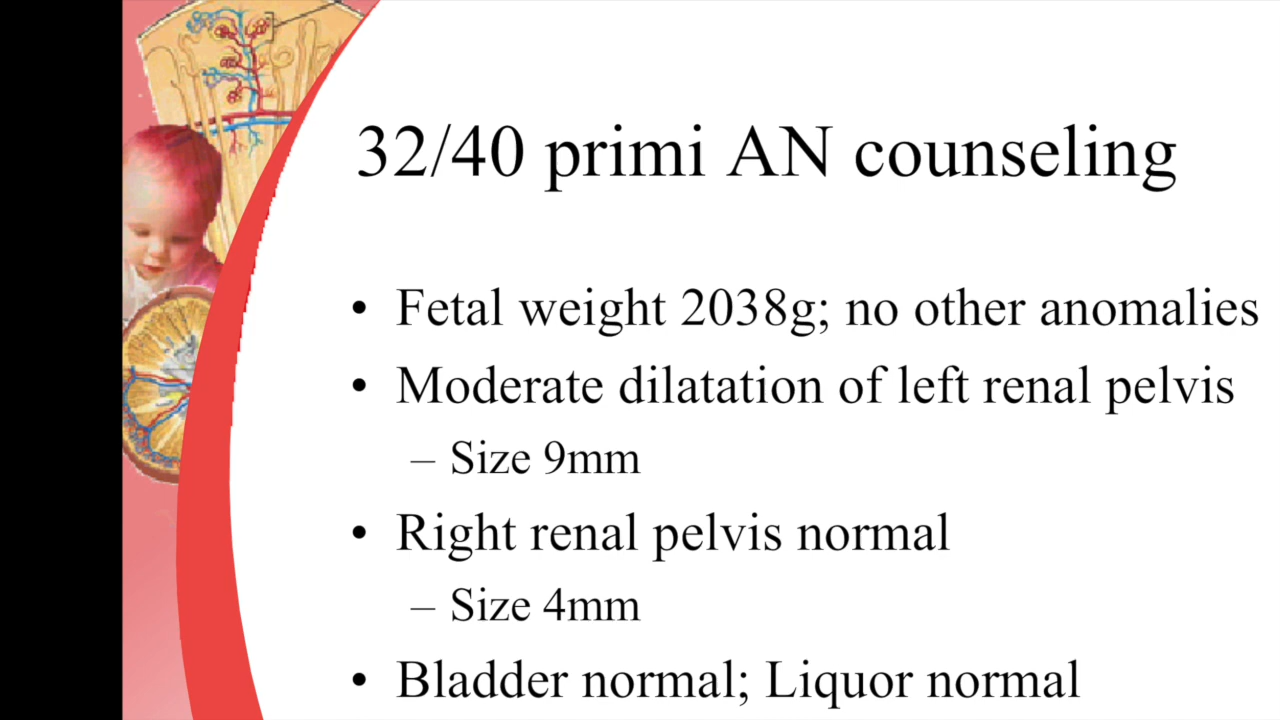 32/40 primi AN counseling
• Fetal weight 2038g; no other anomalies
• Moderate dilatation of left renal pelvis
– Size 9mm
• Right renal pelvis normal
– Size 4mm
• Bladder normal; Liquor normal